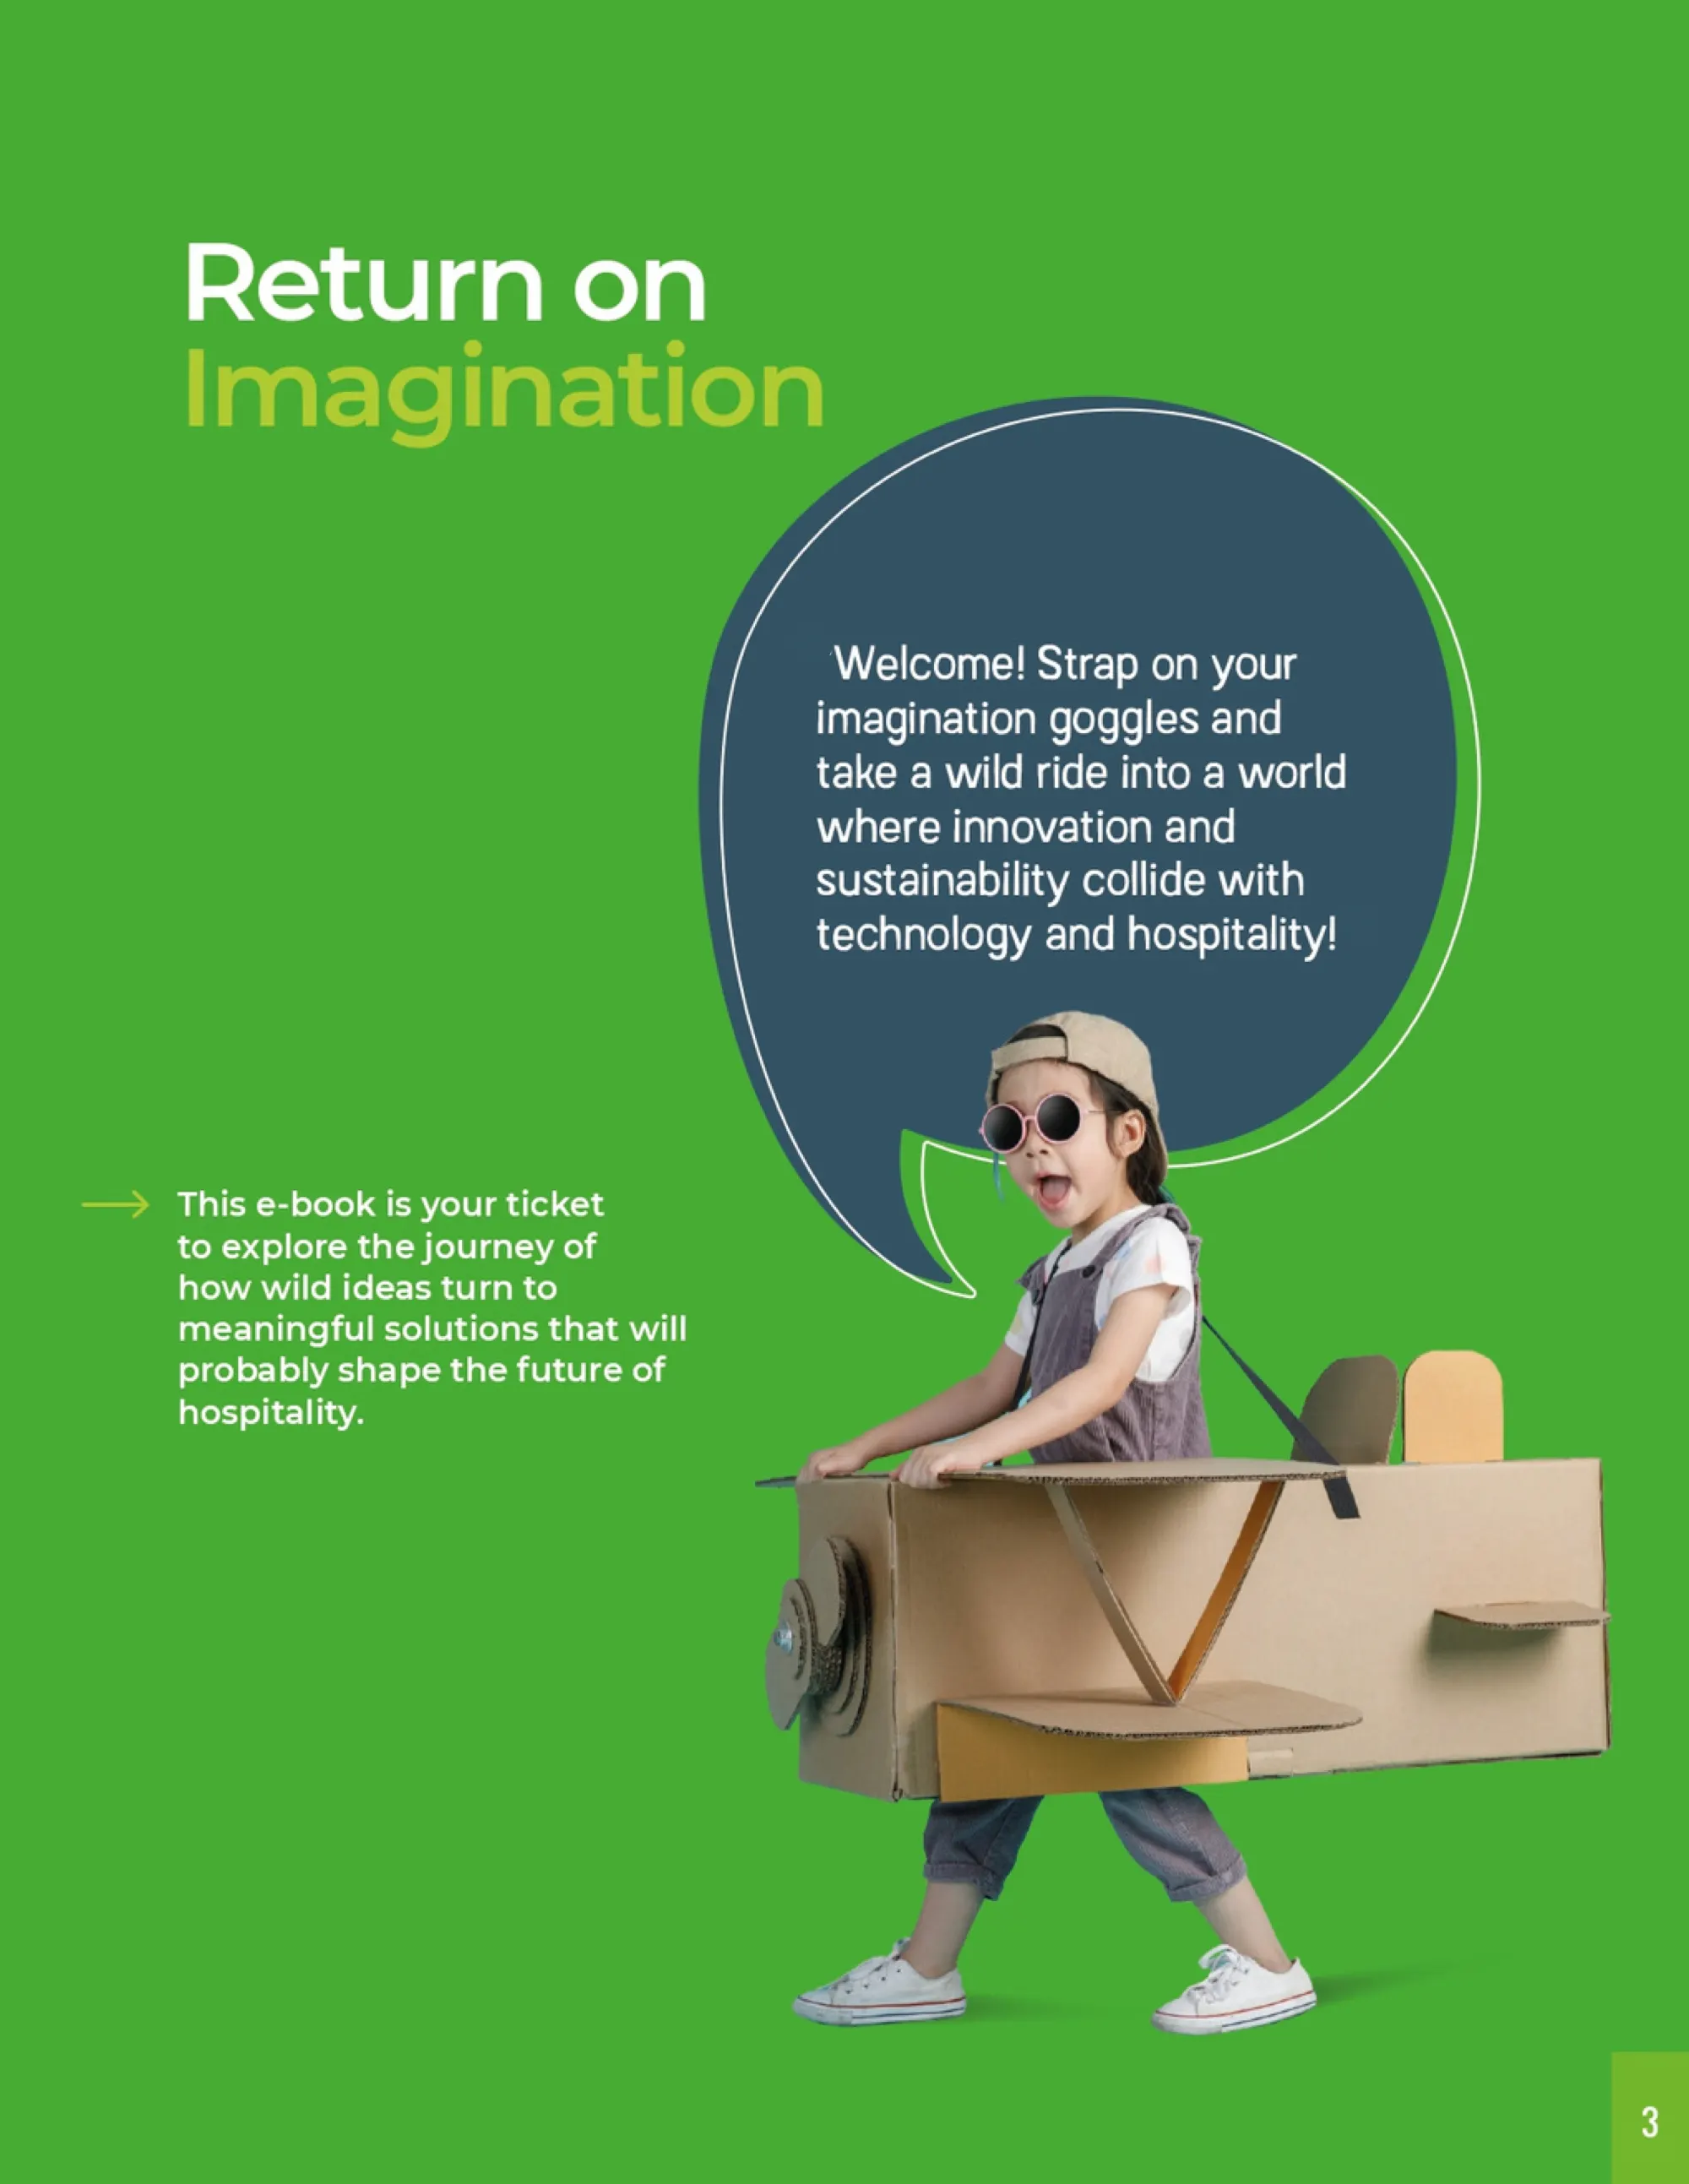 Return on
Imagination
Welcome! Strap on your
imagination goggles and
take a wild ride into a world
where innovation and
sustainability collide with
technology and hospitality!
This e-book is your ticket
to explore the journey of
how wild ideas turn to
meaningful solutions that will
probably shape the future of
hospitality.
3